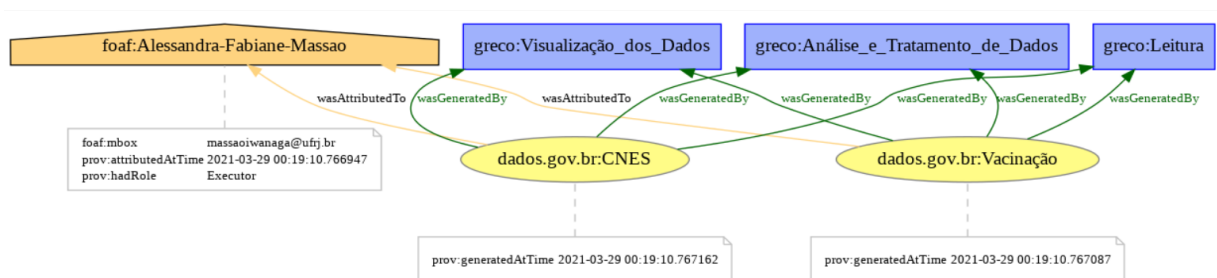 foaf:Alessandra-Fabiane-Massao
greco:Visualização_dos_Dados
greco:Análise_e_Tratamento_de_Dados
greco:Leitura
wasAttributedTo
wasGeneratedBy
wasAttributedTo
wasGeneratedBy
wasGeneratedBy
wasGeneratedBy
wasGeneratedBy
wasGeneratedBy
foaf:mbox massaoiwanaga@ufrj.br
prov:attributedAtTime 2021-03-29 00:19:10.766947
prov:hadRole Executor
dados.gov.br:CNES
dados.gov.br:Vacinação
prov:generatedAtTime 2021-03-29 00:19:10.767162
prov:generatedAtTime 2021-03-29 00:19:10.767087